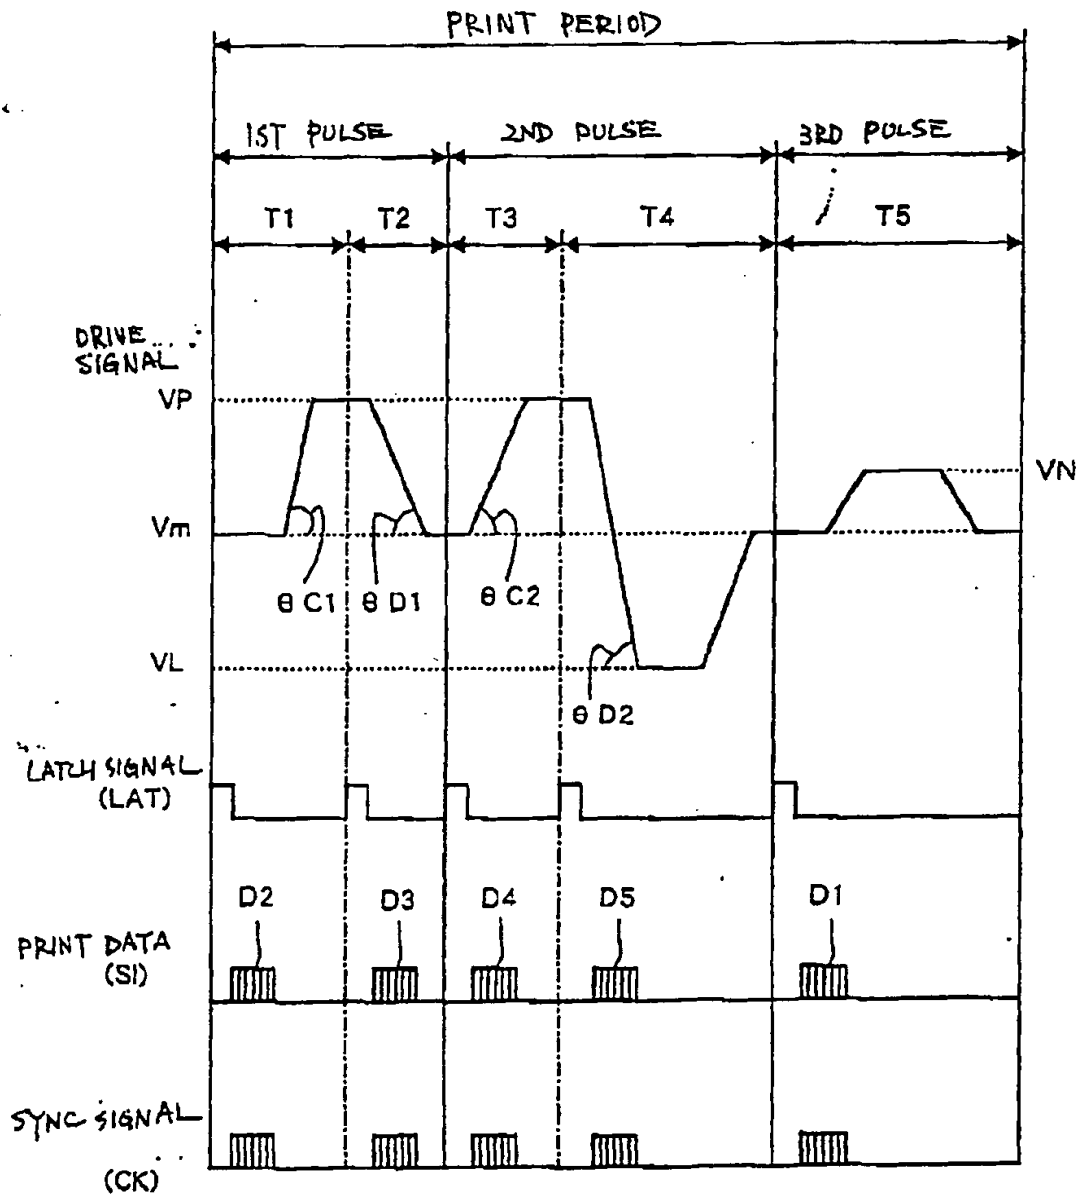 PRINT PERIOD
1ST PULSE 2ND PULSE 3RD PULSE
T1 T2 T3 T4 T5
DRIVE
SIGNAL
VP
VN
Vm
θ C1 θ D1 θ C2
VL
θ D2
LATCH SIGNAL
(LAT)
D2 D3 D4 D5 D1
PRINT DATA
(SI)
SYNC SIGNAL
(CK)